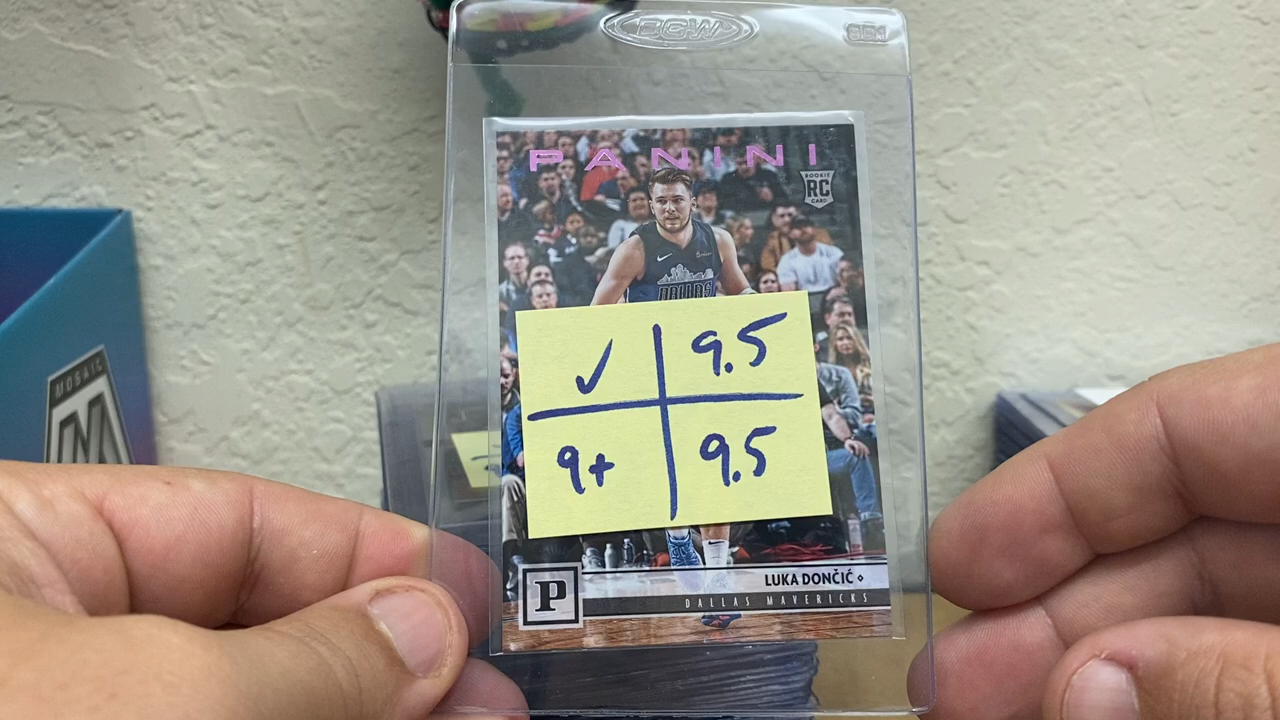 BCW
PANINI
ROOKIE
RC
CARD
DALLAS
✓ 9.5
9+ 9.5
MOSAIC
M
P
LUKA DONČIĆ
DALLAS MAVERICKS